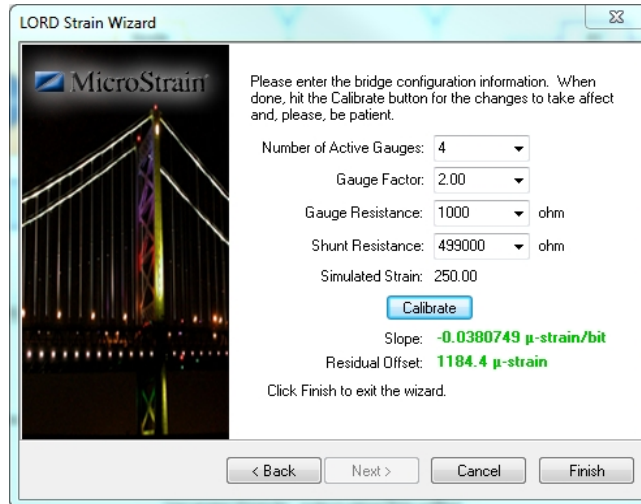 LORD Strain Wizard
MicroStrain
Please enter the bridge configuration information. When
done, hit the Calibrate button for the changes to take affect
and, please, be patient.
Number of Active Gauges: 4
Gauge Factor: 2.00
Gauge Resistance: 1000 ohm
Shunt Resistance: 499000 ohm
Simulated Strain: 250.00
Calibrate
Slope: -0.0380749 µ-strain/bit
Residual Offset: 1184.4 µ-strain
Click Finish to exit the wizard.
< Back Next > Cancel Finish